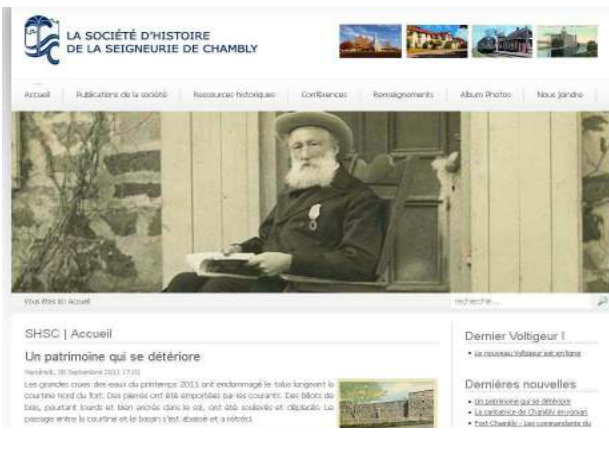 LA SOCIÉTÉ D'HISTOIRE
DE LA SEIGNEURIE DE CHAMBLY
Accueil Publications de la société Ressources historiques Conférences Renseignements Album Photos Nous joindre
Vous êtes ici: Accueil
recherche...
SHSC | Accueil
Un patrimoine qui se détériore
Vendredi, 30 Septembre 2011 17:01
Les grandes crues des eaux du printemps 2011 ont endommagé le talus longeant la
courtine nord du fort. Des pierres ont été emportées par les courants. Des billots de
bois, pourtant lourds et bien ancrés dans le sol, ont été soulevés et déplacés. Le
passage entre la courtine et le bassin s'est abaissé et a rétréci.
Dernier Voltigeur !
Le nouveau Voltigeur est en ligne
Dernières nouvelles
Un patrimoine qui se détériore
La cantatrice de Chambly en roman
Fort Chambly - Les commandants du